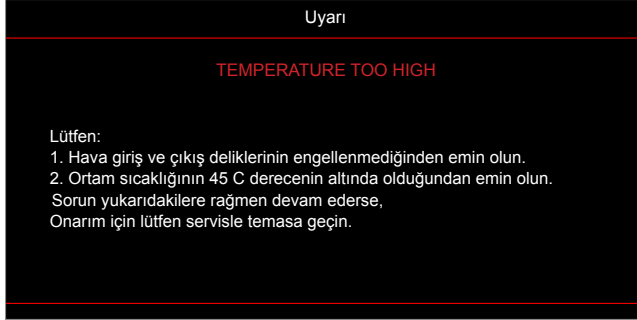 Uyarı
TEMPERATURE TOO HIGH
Lütfen:
1. Hava giriş ve çıkış deliklerinin engellenmediğinden emin olun.
2. Ortam sıcaklığının 45 C derecenin altında olduğundan emin olun.
Sorun yukarıdakilere rağmen devam ederse,
Onarım için lütfen servisle temasa geçin.